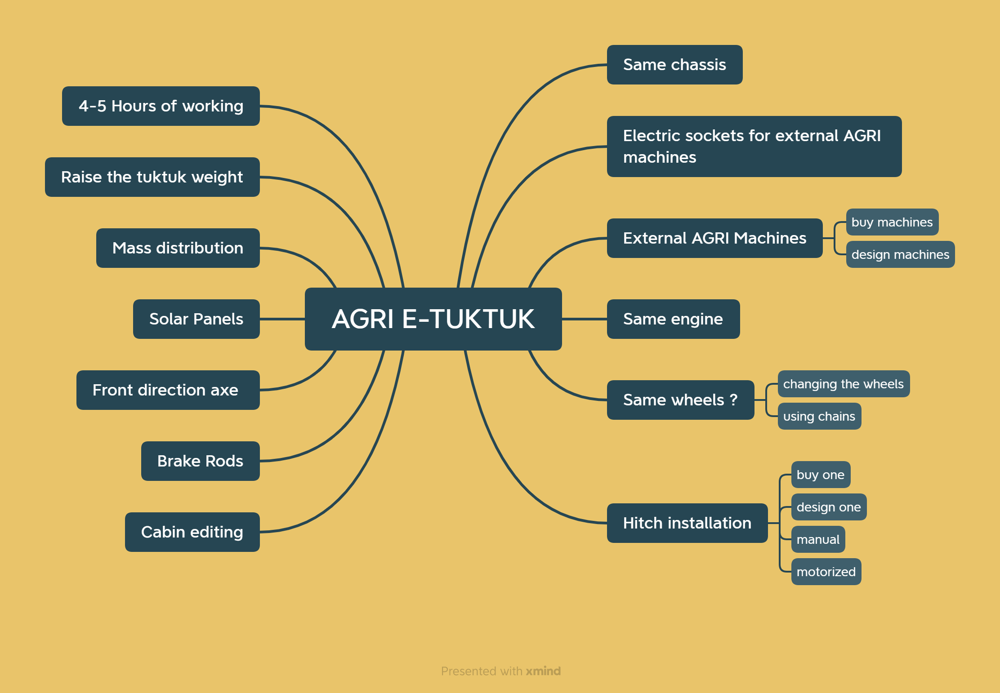 Same chassis
Electric sockets for external AGRI
machines
External AGRI Machines
buy machines
design machines
Same engine
Same wheels ?
changing the wheels
using chains
Hitch installation
buy one
design one
manual
motorized
AGRI E-TUKTUK
4-5 Hours of working
Raise the tuktuk weight
Mass distribution
Solar Panels
Front direction axe
Brake Rods
Cabin editing
Presented with xmind